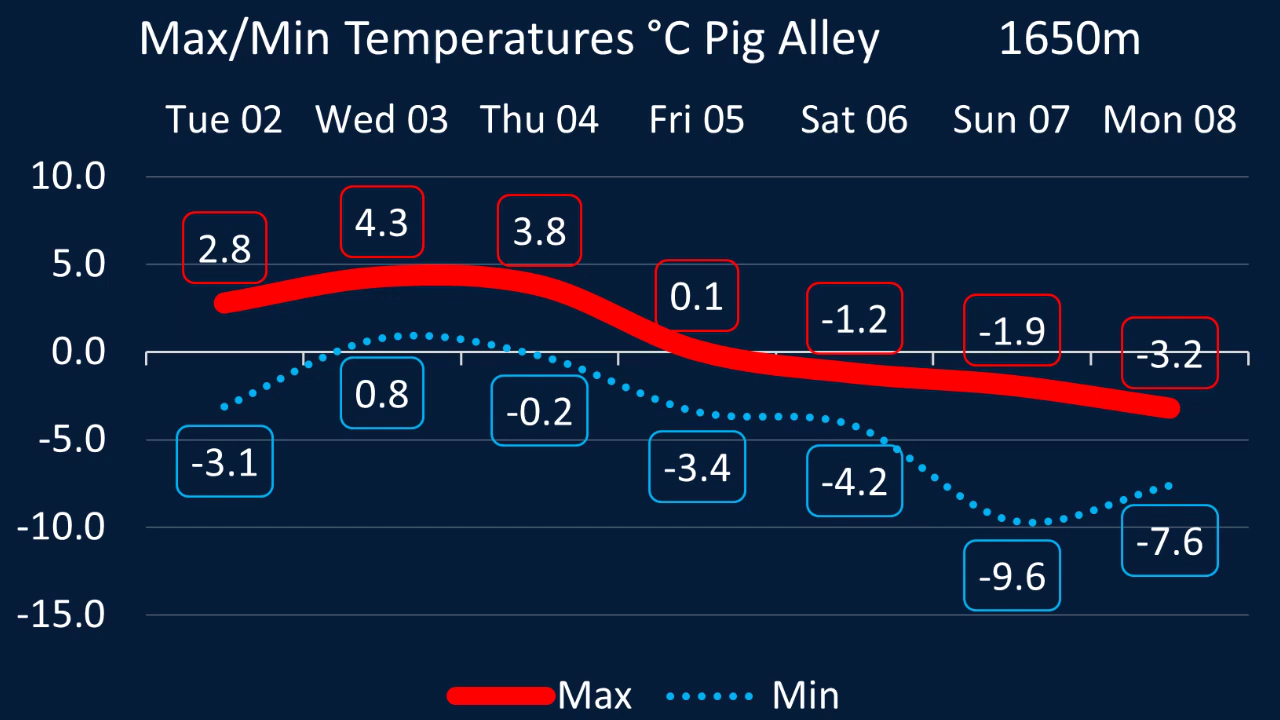 Max/Min Temperatures °C Pig Alley 1650m
Tue 02 Wed 03 Thu 04 Fri 05 Sat 06 Sun 07 Mon 08
10.0
5.0
0.0
-5.0
-10.0
-15.0
2.8 4.3 3.8 0.1 -1.2 -1.9 -3.2
-3.1 0.8 -0.2 -3.4 -4.2 -9.6 -7.6
Max Min